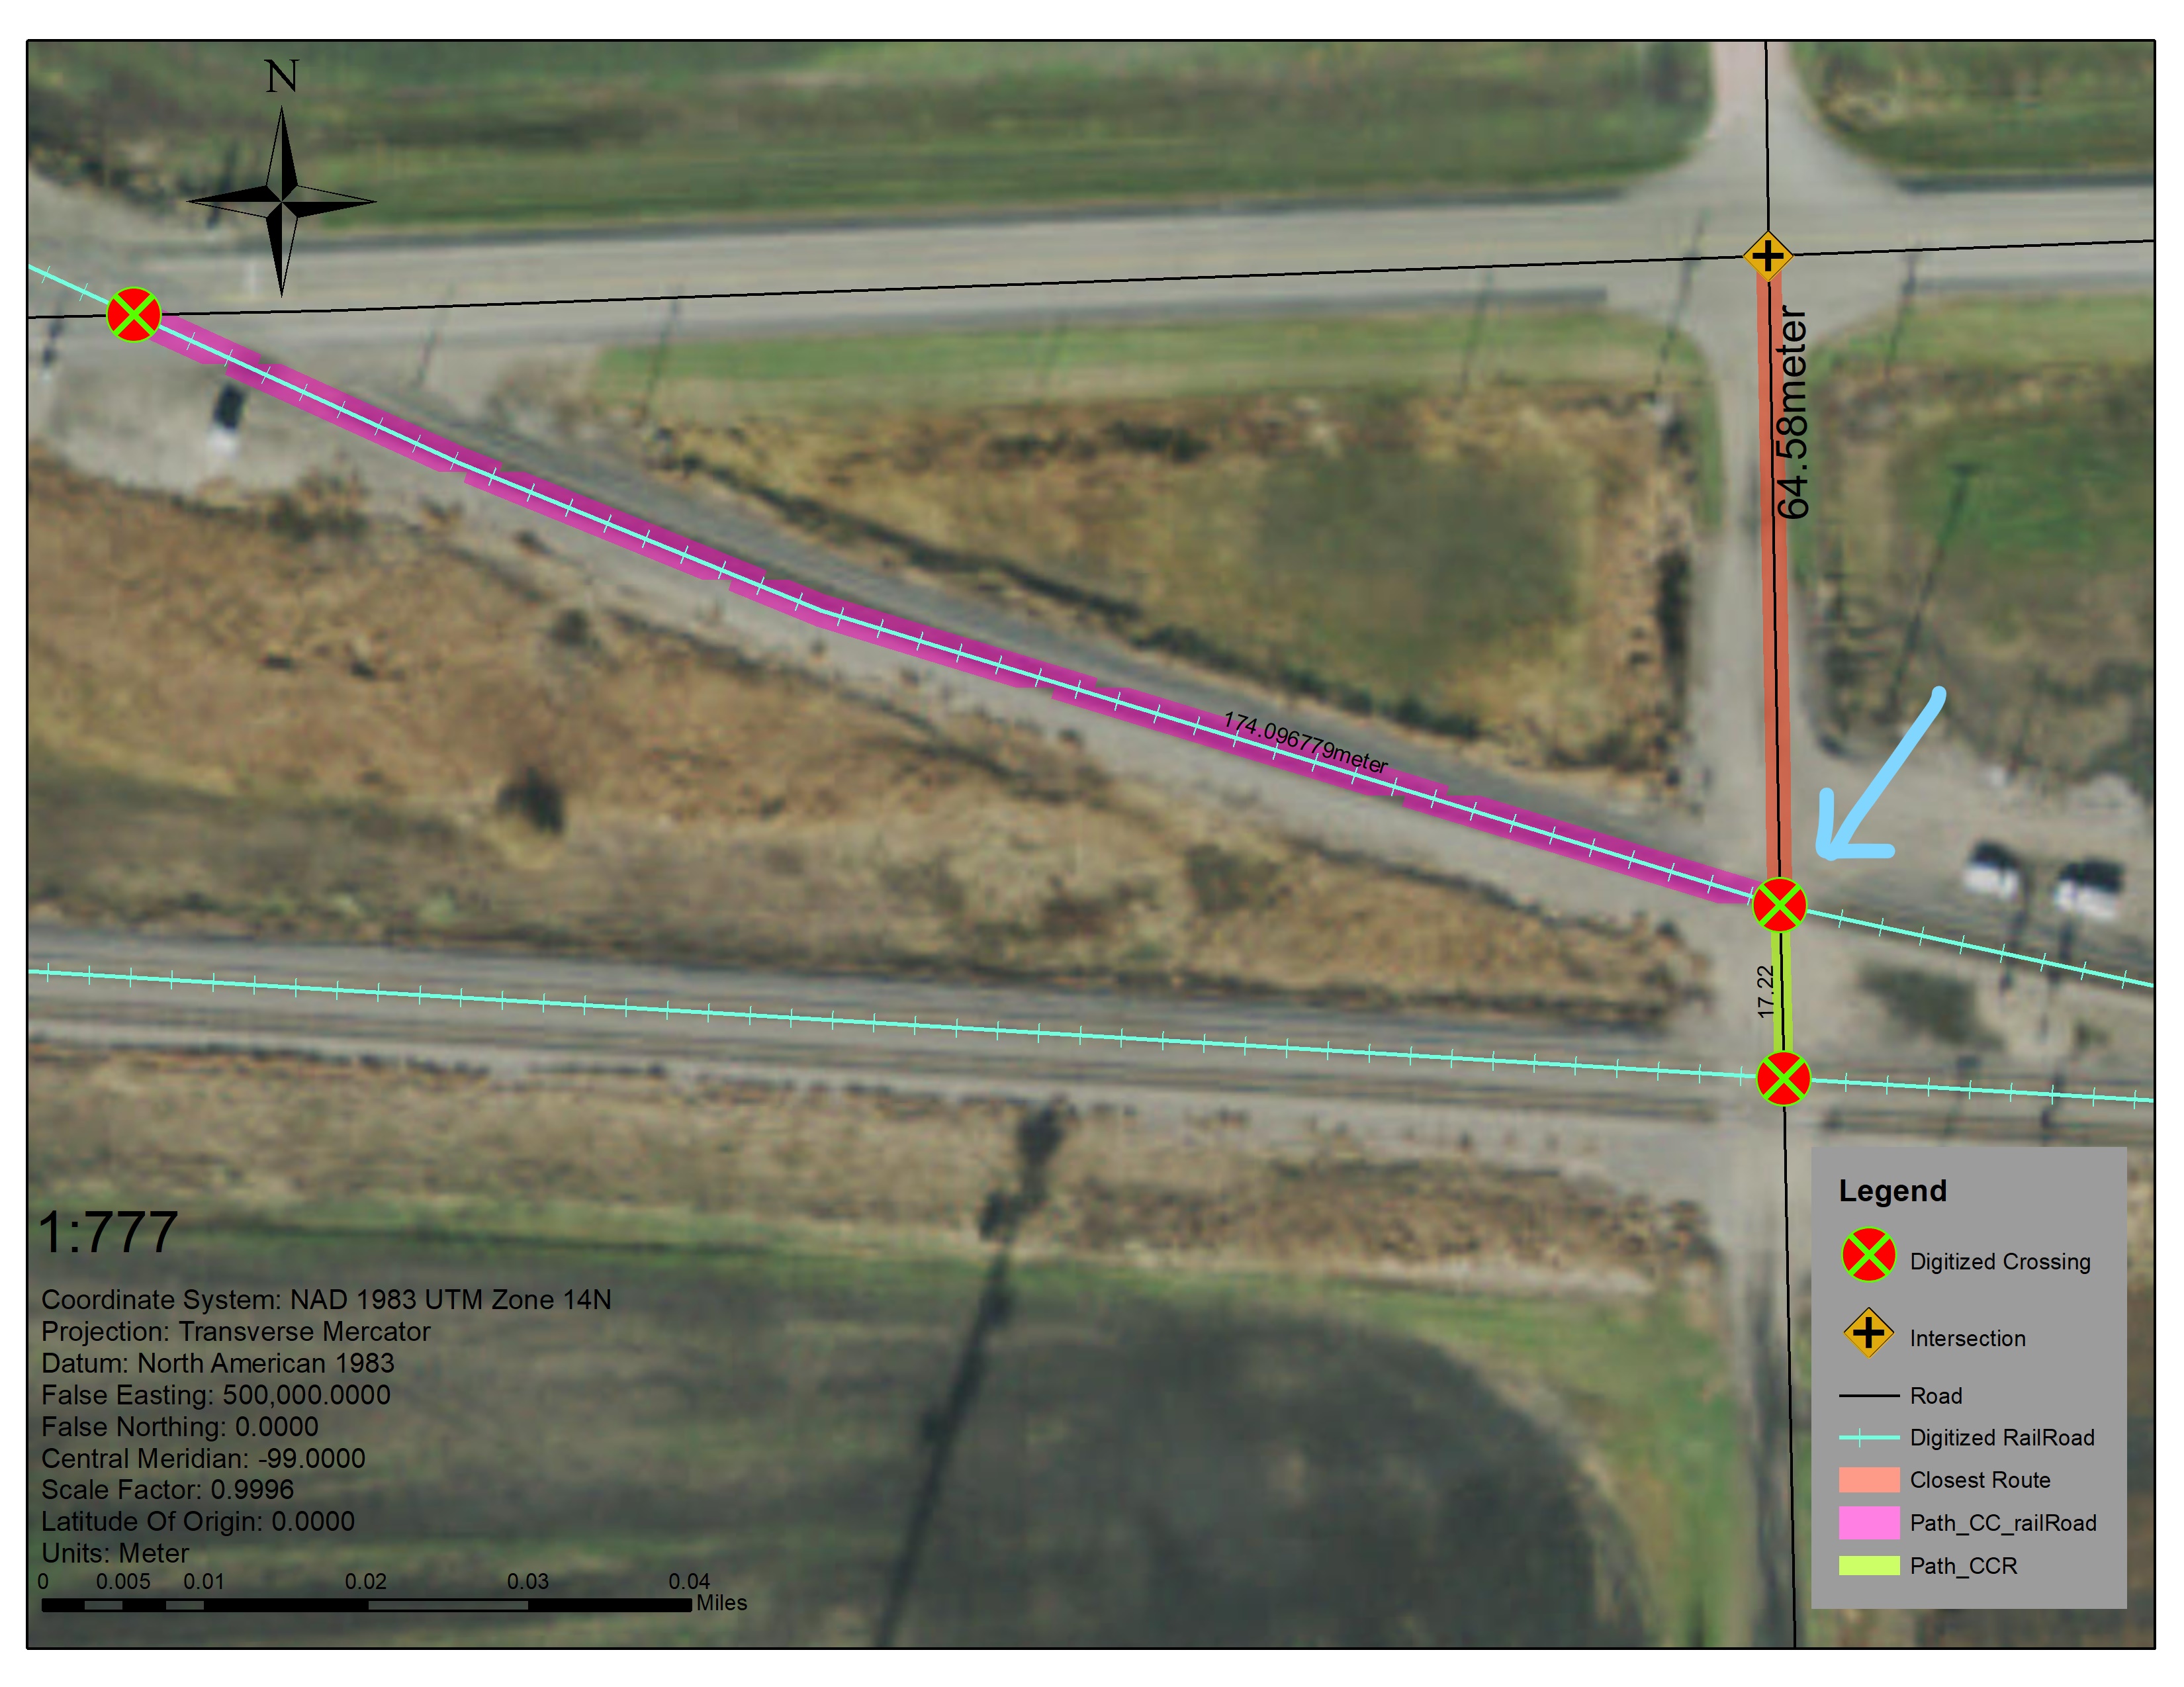 N
64.58meter
174.096779meter
17.22
1:777
Coordinate System: NAD 1983 UTM Zone 14N
Projection: Transverse Mercator
Datum: North American 1983
False Easting: 500,000.0000
False Northing: 0.0000
Central Meridian: -99.0000
Scale Factor: 0.9996
Latitude Of Origin: 0.0000
Units: Meter
0 0.005 0.01 0.02 0.03 0.04
Miles
Legend
Digitized Crossing
Intersection
Road
Digitized RailRoad
Closest Route
Path_CC_railRoad
Path_CCR